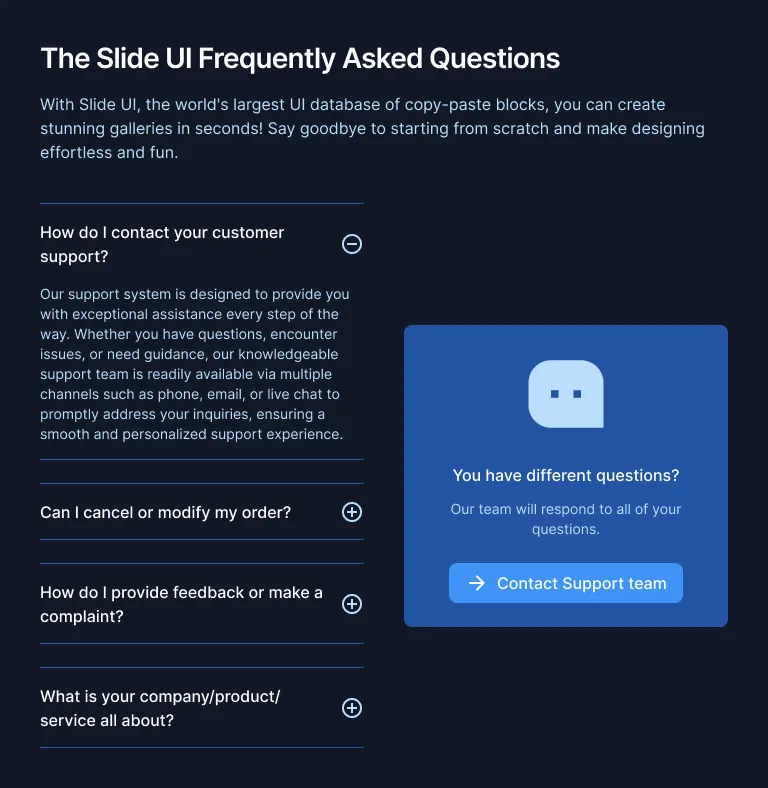 The Slide UI Frequently Asked Questions
With Slide UI, the world's largest UI database of copy-paste blocks, you can create
stunning galleries in seconds! Say goodbye to starting from scratch and make designing
effortless and fun.
How do I contact your customer
support?
Our support system is designed to provide you
with exceptional assistance every step of the
way. Whether you have questions, encounter
issues, or need guidance, our knowledgeable
support team is readily available via multiple
channels such as phone, email, or live chat to
promptly address your inquiries, ensuring a
smooth and personalized support experience.
Can I cancel or modify my order?
How do I provide feedback or make a
complaint?
What is your company/product/
service all about?
You have different questions?
Our team will respond to all of your
questions.
Contact Support team